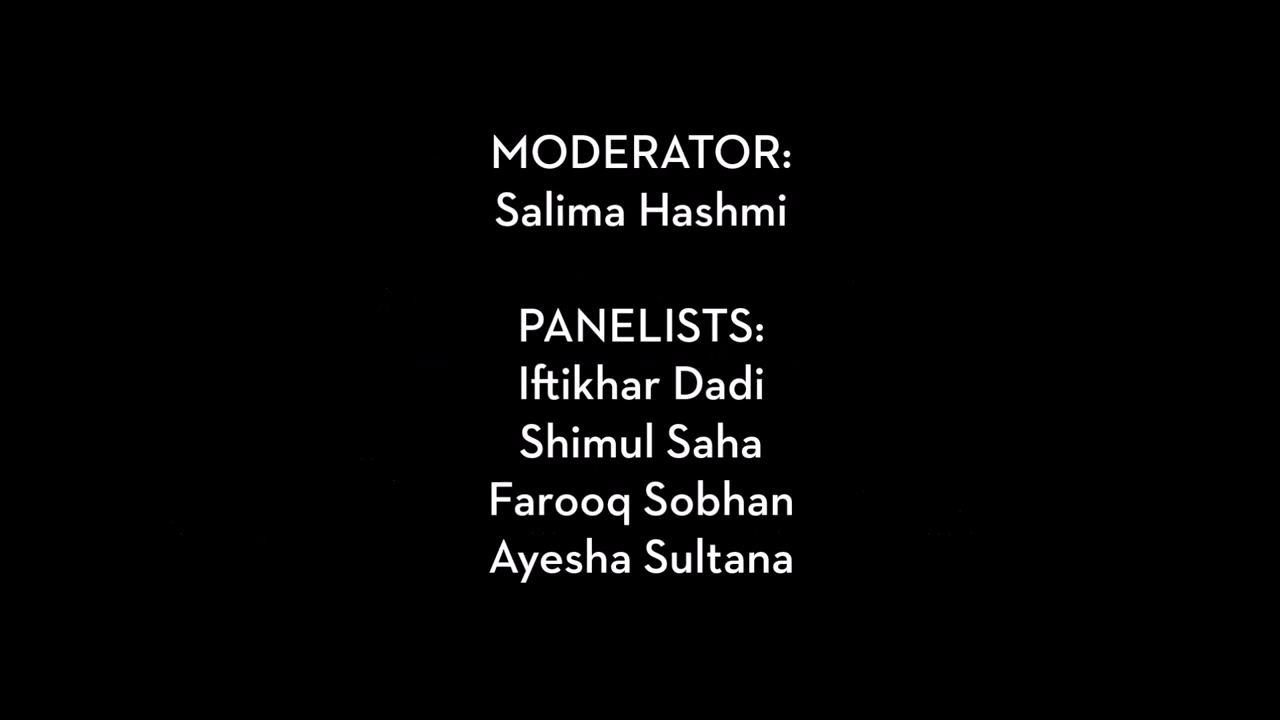 MODERATOR:
Salima Hashmi
PANELISTS:
Iftikhar Dadi
Shimul Saha
Farooq Sobhan
Ayesha Sultana